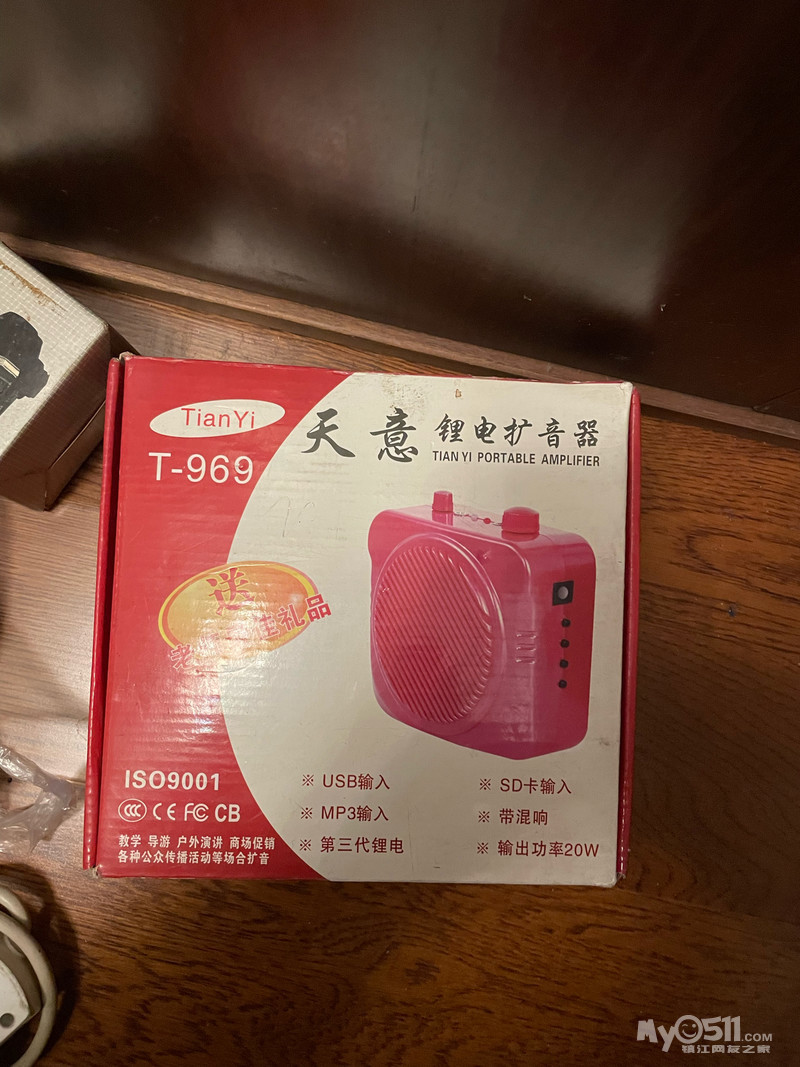 TianYi
T-969
天意 锂电扩音器
TIAN YI PORTABLE AMPLIFIER
送
老 礼品
ISO9001
CCC CE FC CB
教学 导游 户外演讲 商场促销
各种公众传播活动等场合扩音
※ USB输入
※ MP3输入
※ 第三代锂电
※ SD卡输入
※ 带混响
※ 输出功率20W
My0511.COM
镇江网友之家